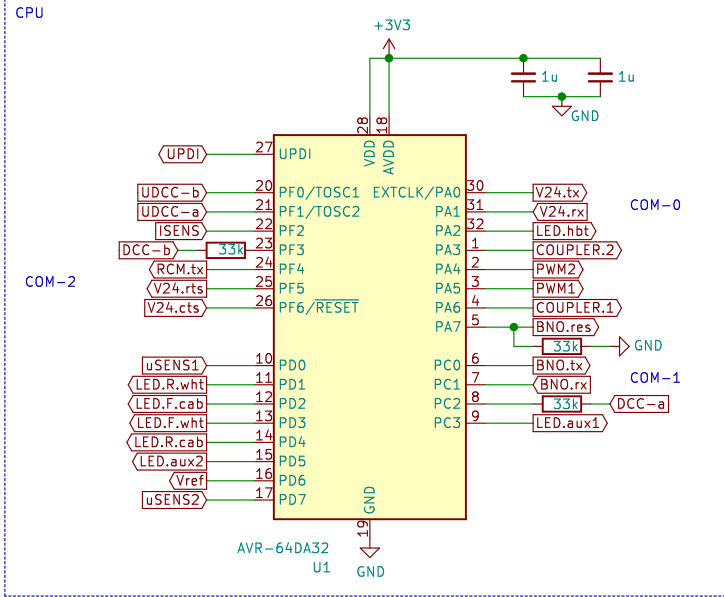 CPU
+3V3
1u 1u
GND
28 18
VDD AVDD
UPDI 27 UPDI
UDCC-b 20 PF0/TOSC1 EXTCLK/PA0 30 V24.tx
UDCC-a 21 PF1/TOSC2 PA1 31 V24.rx COM-0
ISENS 22 PF2 PA2 32 LED.hbt
DCC-b 33k 23 PF3 PA3 1 COUPLER.2
RCM.tx 24 PF4 PA4 2 PWM2
COM-2
V24.rts 25 PF5 PA5 3 PWM1
V24.cts 26 PF6/RESET PA6 4 COUPLER.1
PA7 5 BNO.res
33k GND
uSENS1 10 PD0 PC0 6 BNO.tx
COM-1
LED.R.wht 11 PD1 PC1 7 BNO.rx
LED.F.cab 12 PD2 PC2 8 33k DCC-a
LED.F.wht 13 PD3 PC3 9 LED.aux1
LED.R.cab 14 PD4
LED.aux2 15 PD5
Vref 16 PD6
uSENS2 17 PD7
GND
19
AVR-64DA32
U1
GND